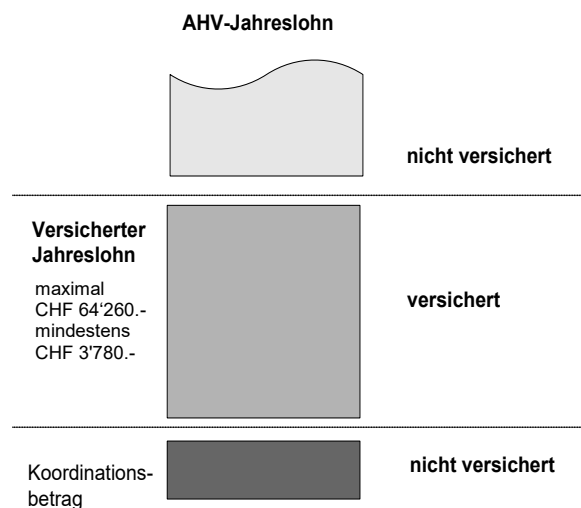 AHV-Jahreslohn
nicht versichert
Versicherter
Jahreslohn
maximal
CHF 64‘260.-
mindestens
CHF 3'780.-
versichert
Koordinations-
betrag
nicht versichert